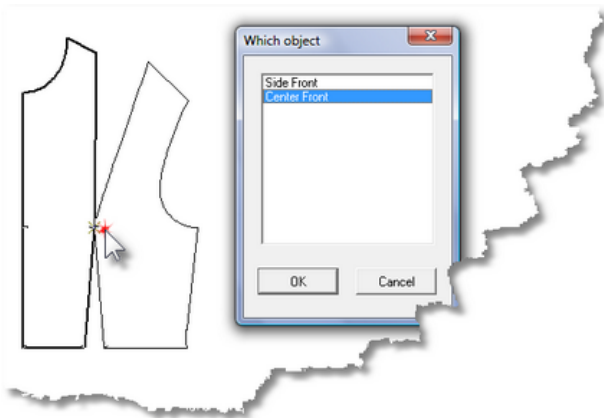 Which object
Side Front
Center Front
OK
Cancel